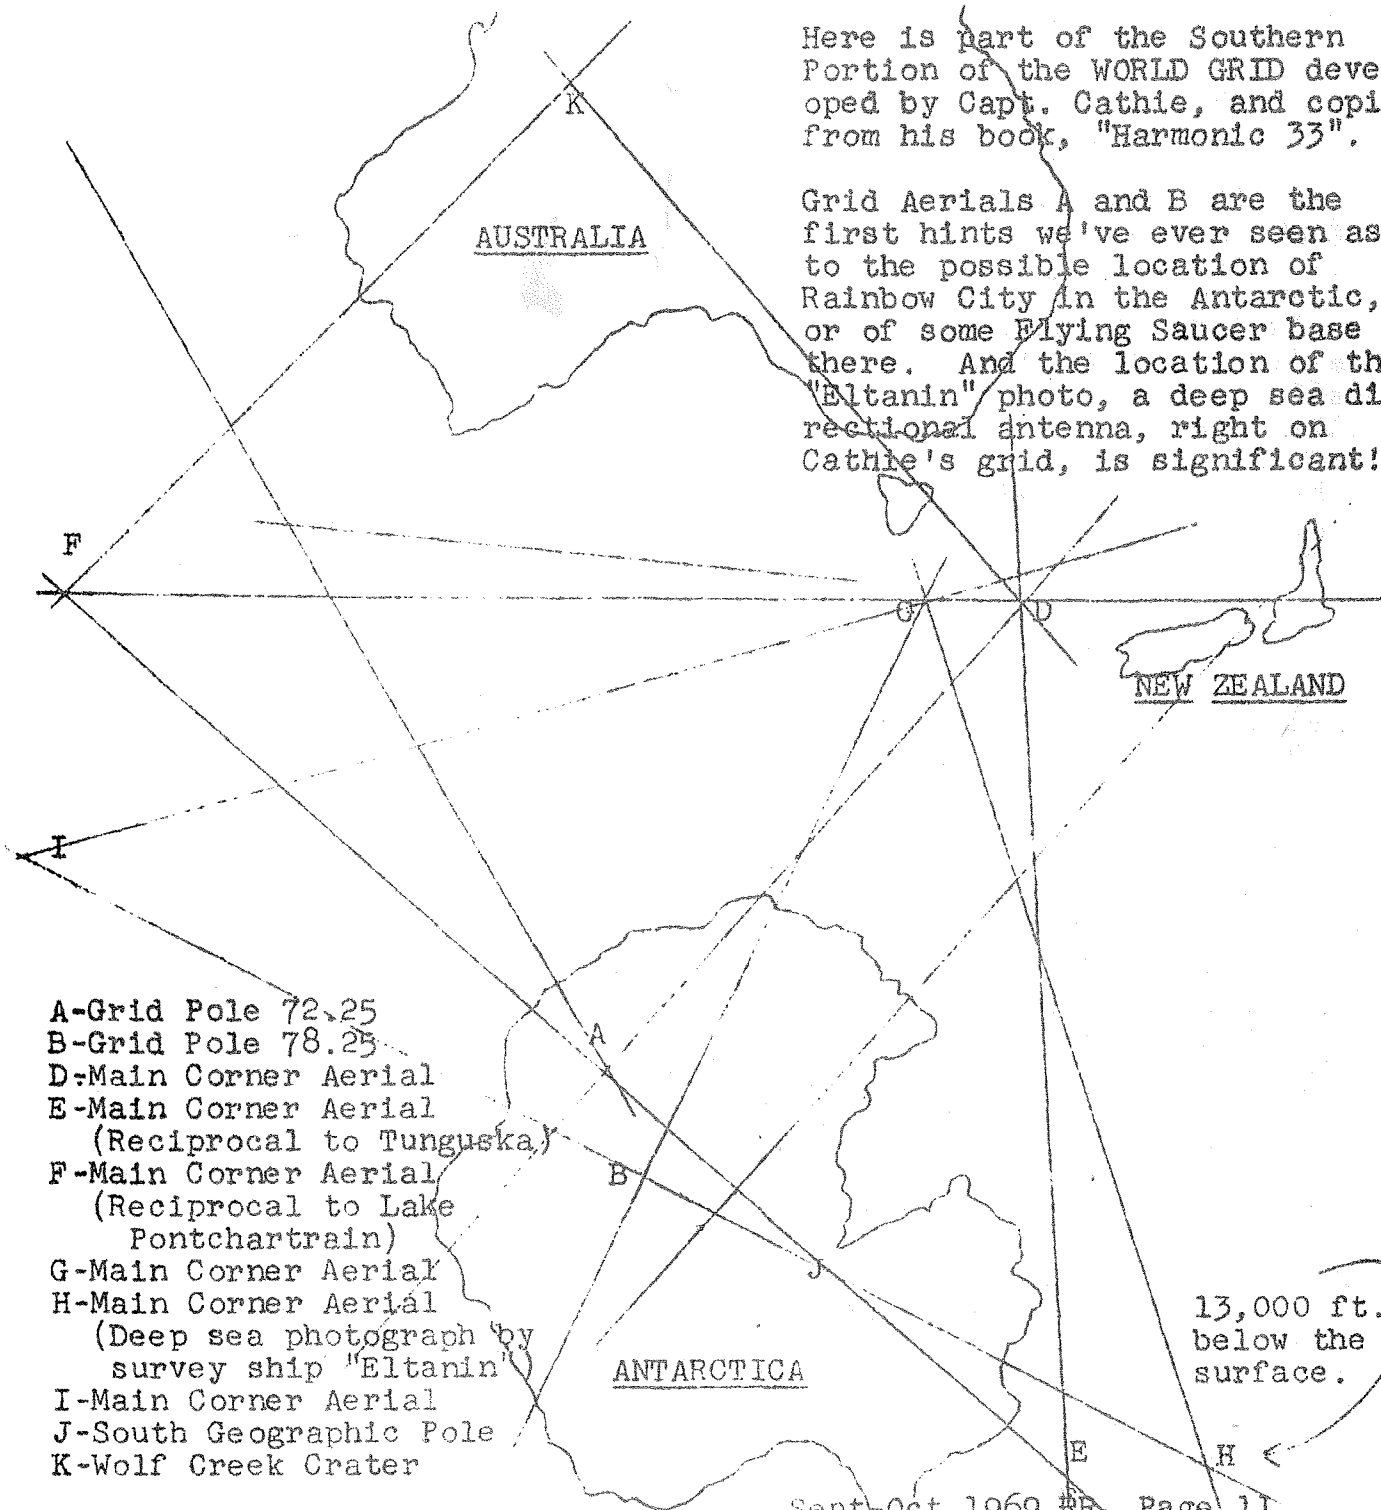 Here is part of the Southern
Portion of the WORLD GRID deve
oped by Capt. Cathie, and copi
from his book, "Harmonic 33".
Grid Aerials A and B are the
first hints we've ever seen as
to the possible location of
Rainbow City in the Antarctic,
or of some Flying Saucer base
there. And the location of th
"Eltanin" photo, a deep sea di
rectional antenna, right on
Cathie's grid, is significant!
K
AUSTRALIA
F
G
D
NEW ZEALAND
I
A
B
J
A-Grid Pole 72.25
B-Grid Pole 78.25
D-Main Corner Aerial
E-Main Corner Aerial
(Reciprocal to Tunguska)
F-Main Corner Aerial
(Reciprocal to Lake
Pontchartrain)
G-Main Corner Aerial
H-Main Corner Aerial
(Deep sea photograph by
survey ship "Eltanin")
I-Main Corner Aerial
J-South Geographic Pole
K-Wolf Creek Crater
ANTARCTICA
13,000 ft.
below the
surface.
E
H
Sept-Oct 1969 RR, Page 11